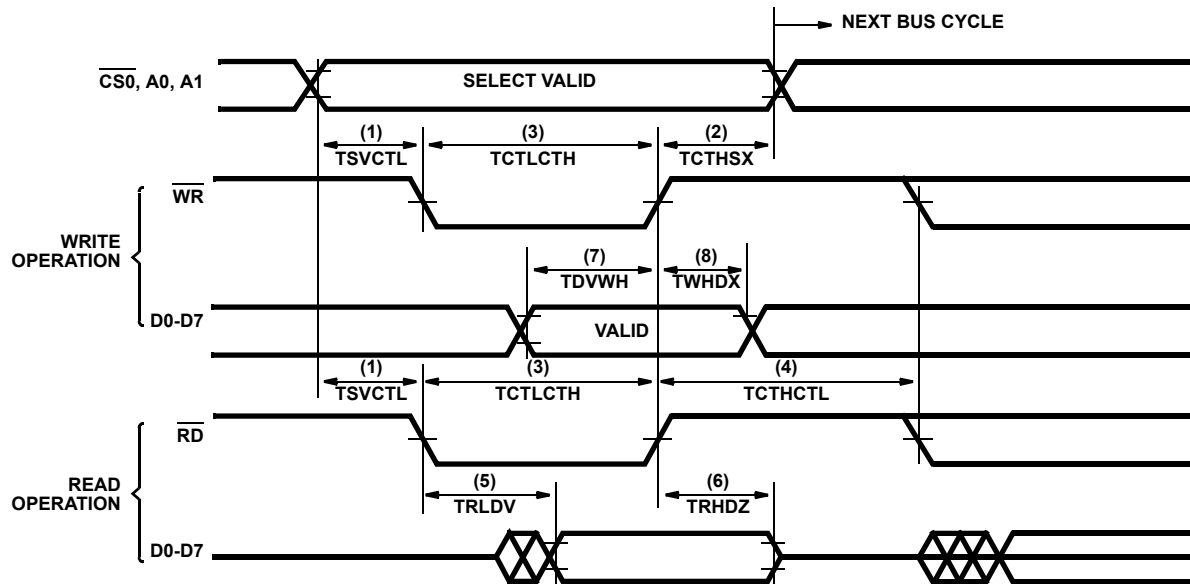 NEXT BUS CYCLE
CS0, A0, A1
SELECT VALID
(1)
TSVCTL
(3)
TCTLCTH
(2)
TCTHSX
WR
WRITE
OPERATION
(7)
TDVWH
(8)
TWHDX
D0-D7
VALID
(1)
TSVCTL
(3)
TCTLCTH
(4)
TCTHCTL
RD
READ
OPERATION
(5)
TRLDV
(6)
TRHDZ
D0-D7